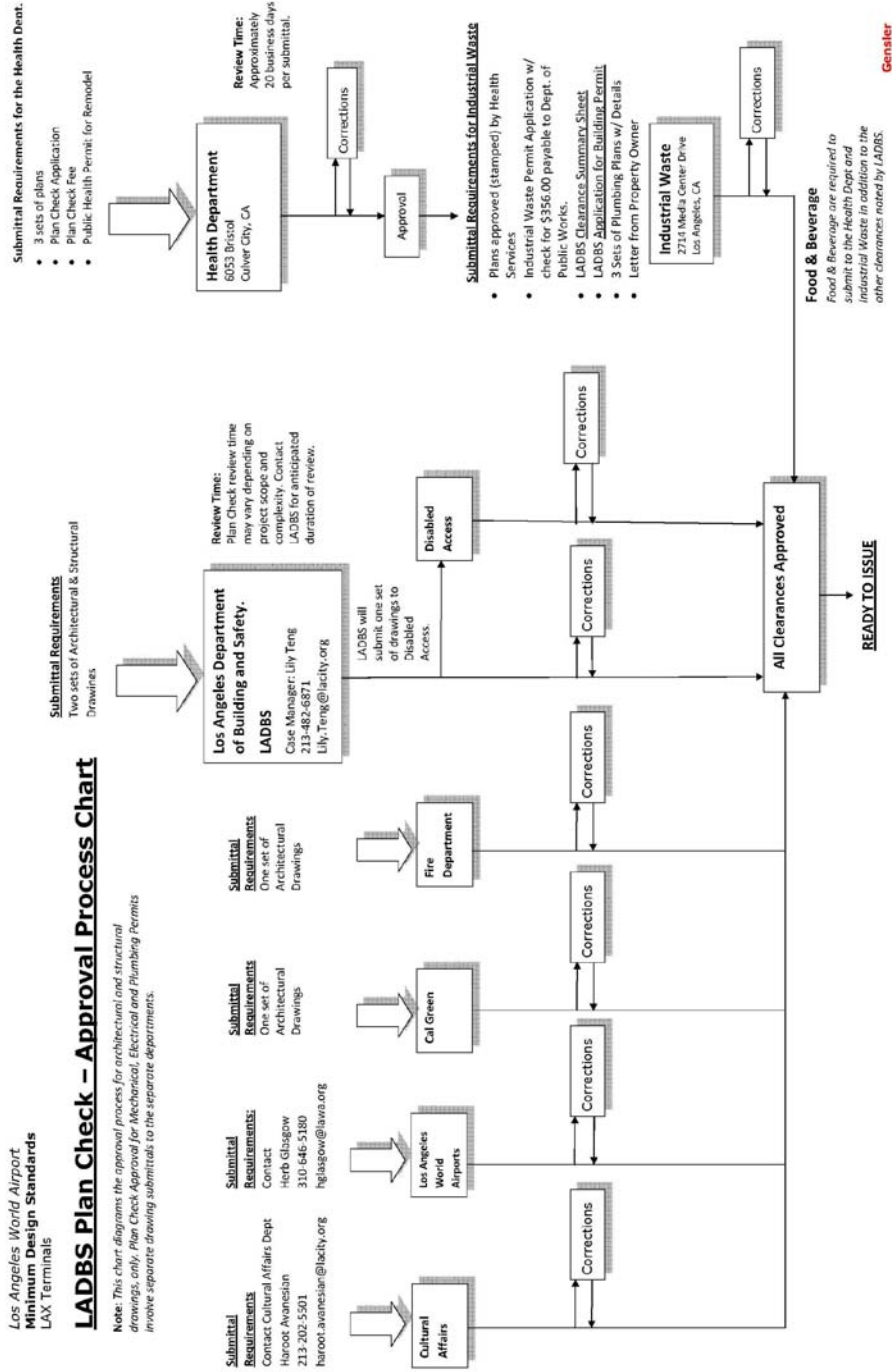 Los Angeles World Airport
Minimum Design Standards
LAX Terminals
LADBS Plan Check – Approval Process Chart
Note: This chart diagrams the approval process for architectural and structural
drawings, only. Plan Check Approval for Mechanical, Electrical and Plumbing Permits
involve separate drawing submittals to the separate departments.
Submittal
Requirements
Contact Cultural Affairs Dept
Haroot Avanesian
213-202-5501
haroot.avanesian@lacity.org
Cultural
Affairs
Corrections
Submittal
Requirements:
Contact
Herb Glasgow
310-646-5180
hglasgow@lawa.org
Los Angeles
World
Airports
Corrections
Submittal
Requirements
One set of
Architectural
Drawings
Cal Green
Corrections
Submittal
Requirements
One set of
Architectural
Drawings
Fire
Department
Corrections
Submittal Requirements
Two sets of Architectural & Structural
Drawings
Los Angeles Department
of Building and Safety.
LADBS
Case Manager: Lily Teng
213-482-6871
Lily.Teng@lacity.org
Review Time:
Plan Check review time
may vary depending on
project scope and
complexity. Contact
LADBS for anticipated
duration of review.
LADBS will
submit one set
of drawings to
Disabled
Access.
Disabled
Access
Corrections
Corrections
All Clearances Approved
READY TO ISSUE
Submittal Requirements for the Health Dept.
• 3 sets of plans
• Plan Check Application
• Plan Check Fee
• Public Health Permit for Remodel
Health Department
6053 Bristol
Culver City, CA
Review Time:
Approximately
20 business days
per submittal.
Corrections
Approval
Submittal Requirements for Industrial Waste
• Plans approved (stamped) by Health
Services
• Industrial Waste Permit Application w/
check for $356.00 payable to Dept. of
Public Works.
• LADBS Clearance Summary Sheet
• LADBS Application for Building Permit
• 3 Sets of Plumbing Plans w/ Details
• Letter from Property Owner
Industrial Waste
2714 Media Center Drive
Los Angeles, CA
Corrections
Food & Beverage
Food & Beverage are required to
submit to the Health Dept and
Industrial Waste in addition to the
other clearances noted by LADBS.
Gensler